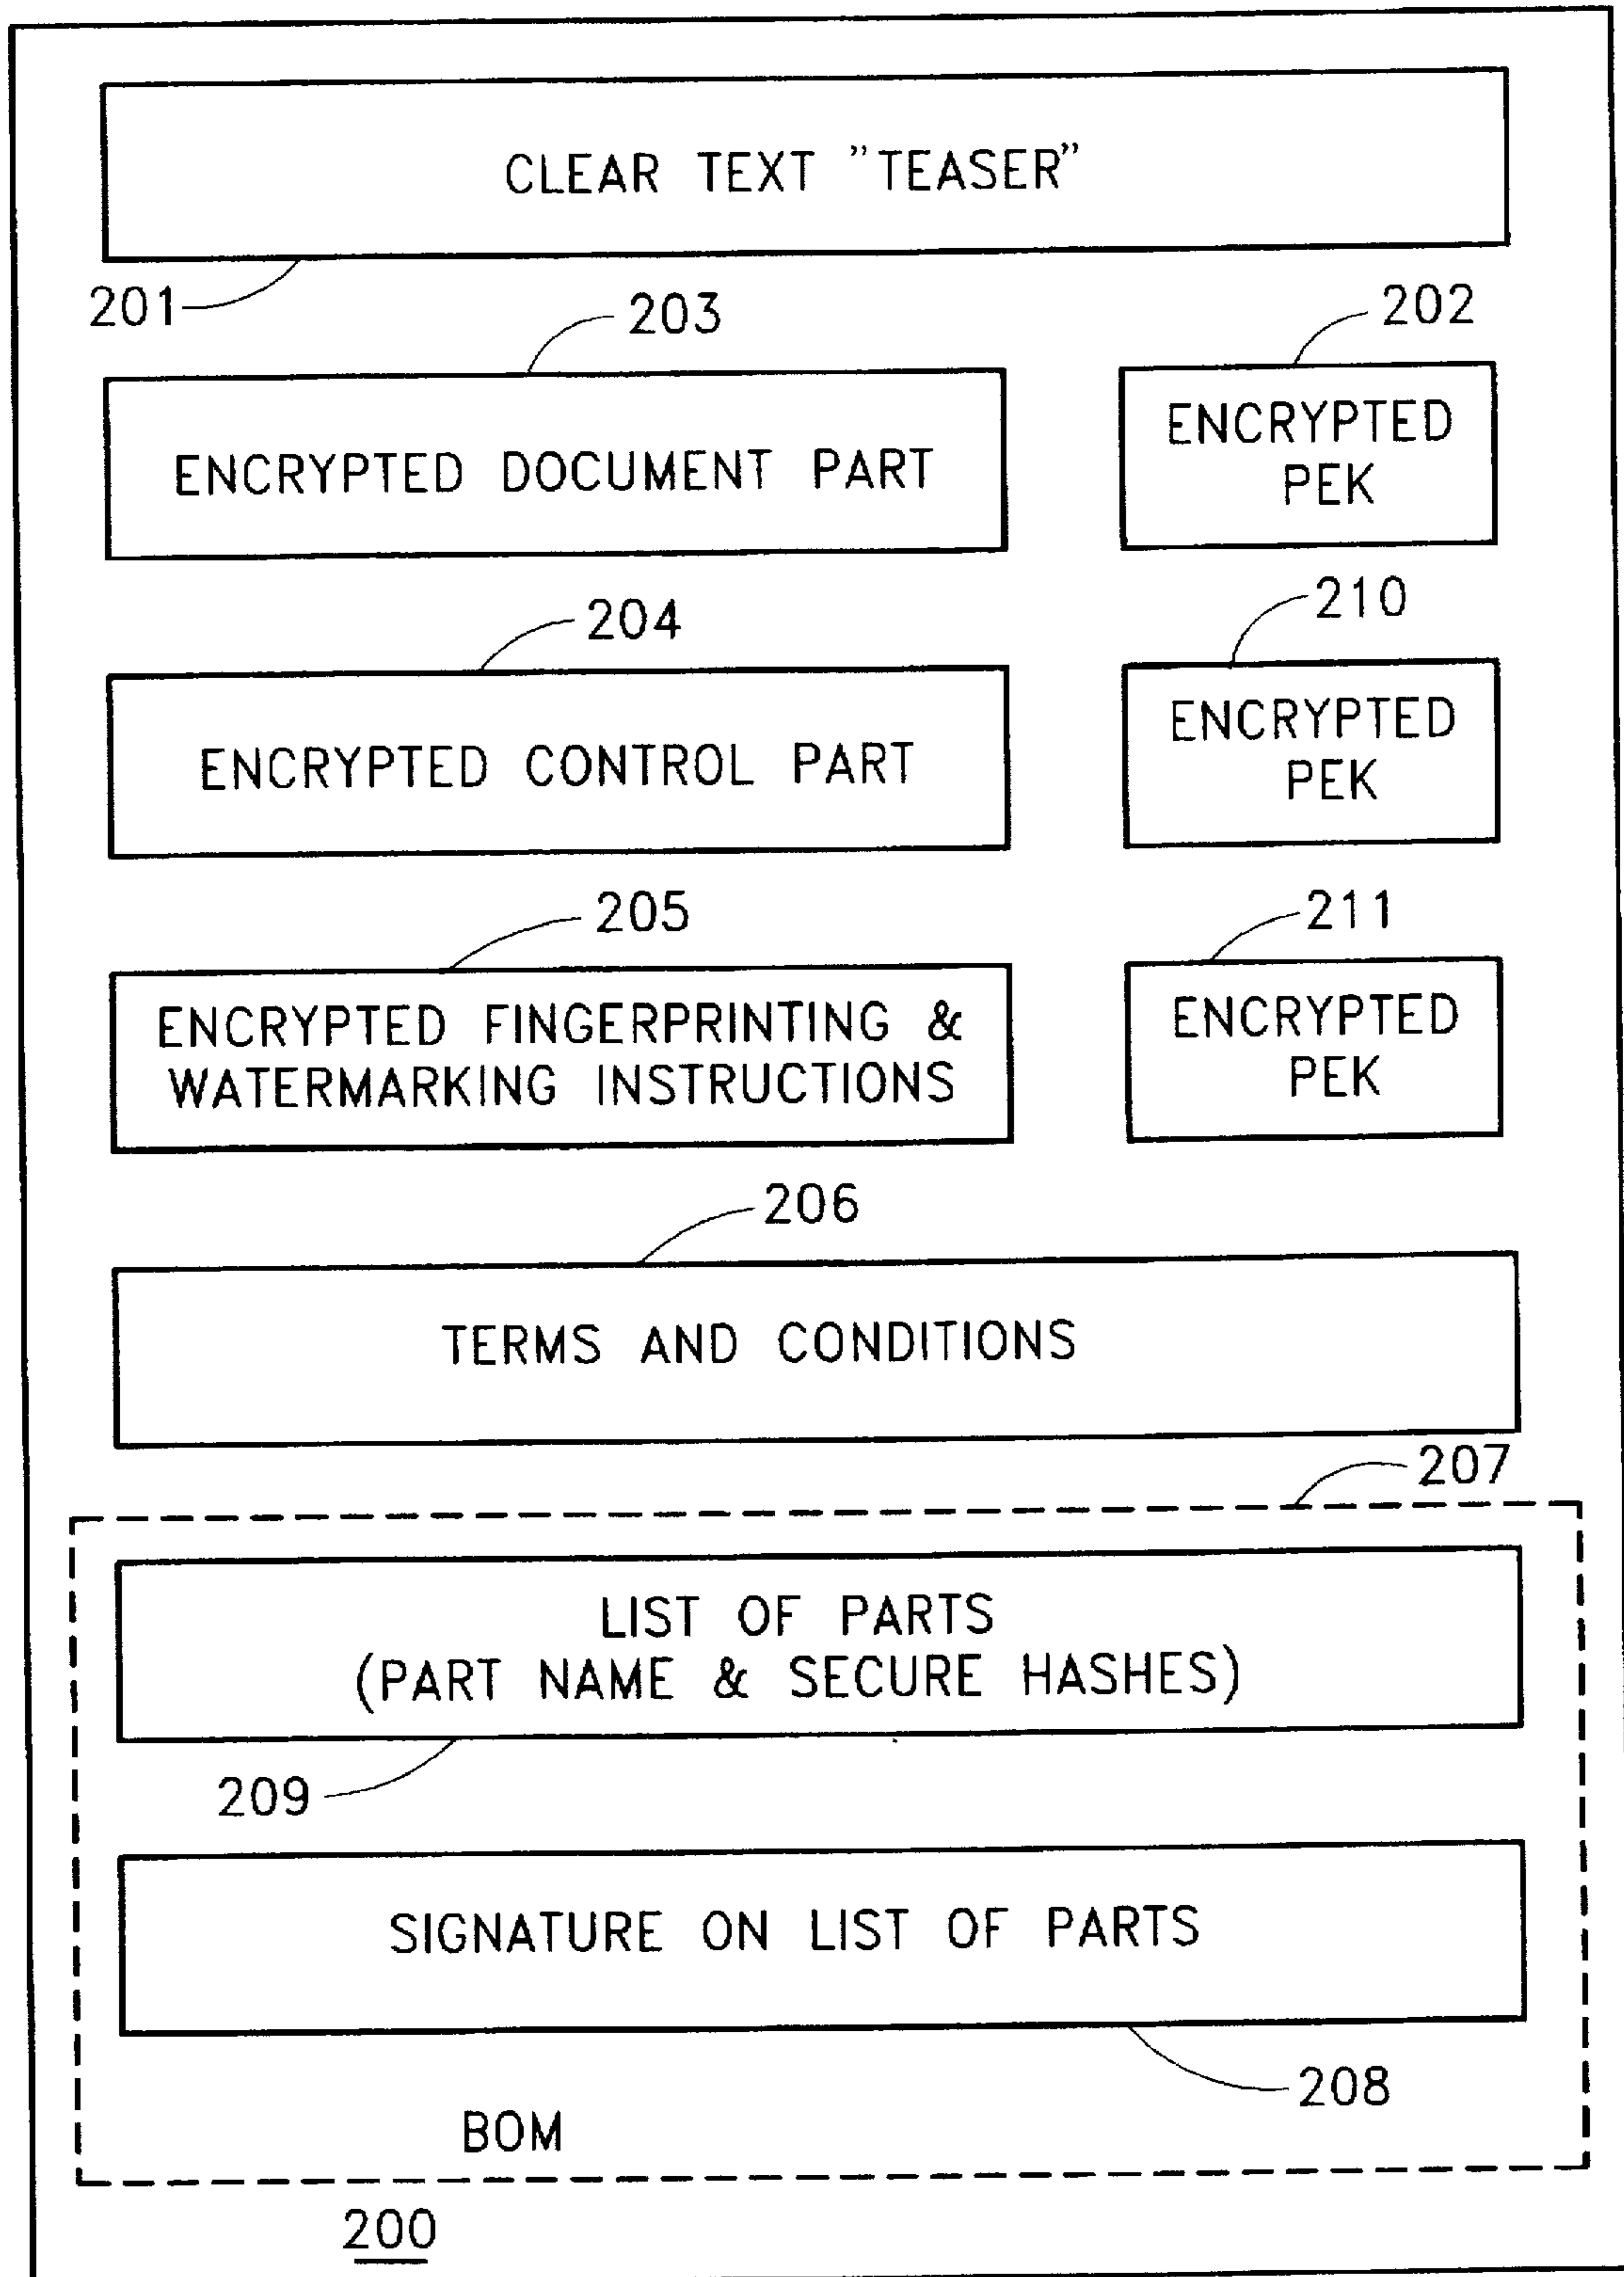 CLEAR TEXT "TEASER"
201
203
202
ENCRYPTED DOCUMENT PART
ENCRYPTED
PEK
204
210
ENCRYPTED CONTROL PART
ENCRYPTED
PEK
205
211
ENCRYPTED FINGERPRINTING &
WATERMARKING INSTRUCTIONS
ENCRYPTED
PEK
206
TERMS AND CONDITIONS
207
LIST OF PARTS
(PART NAME & SECURE HASHES)
209
SIGNATURE ON LIST OF PARTS
208
BOM
200